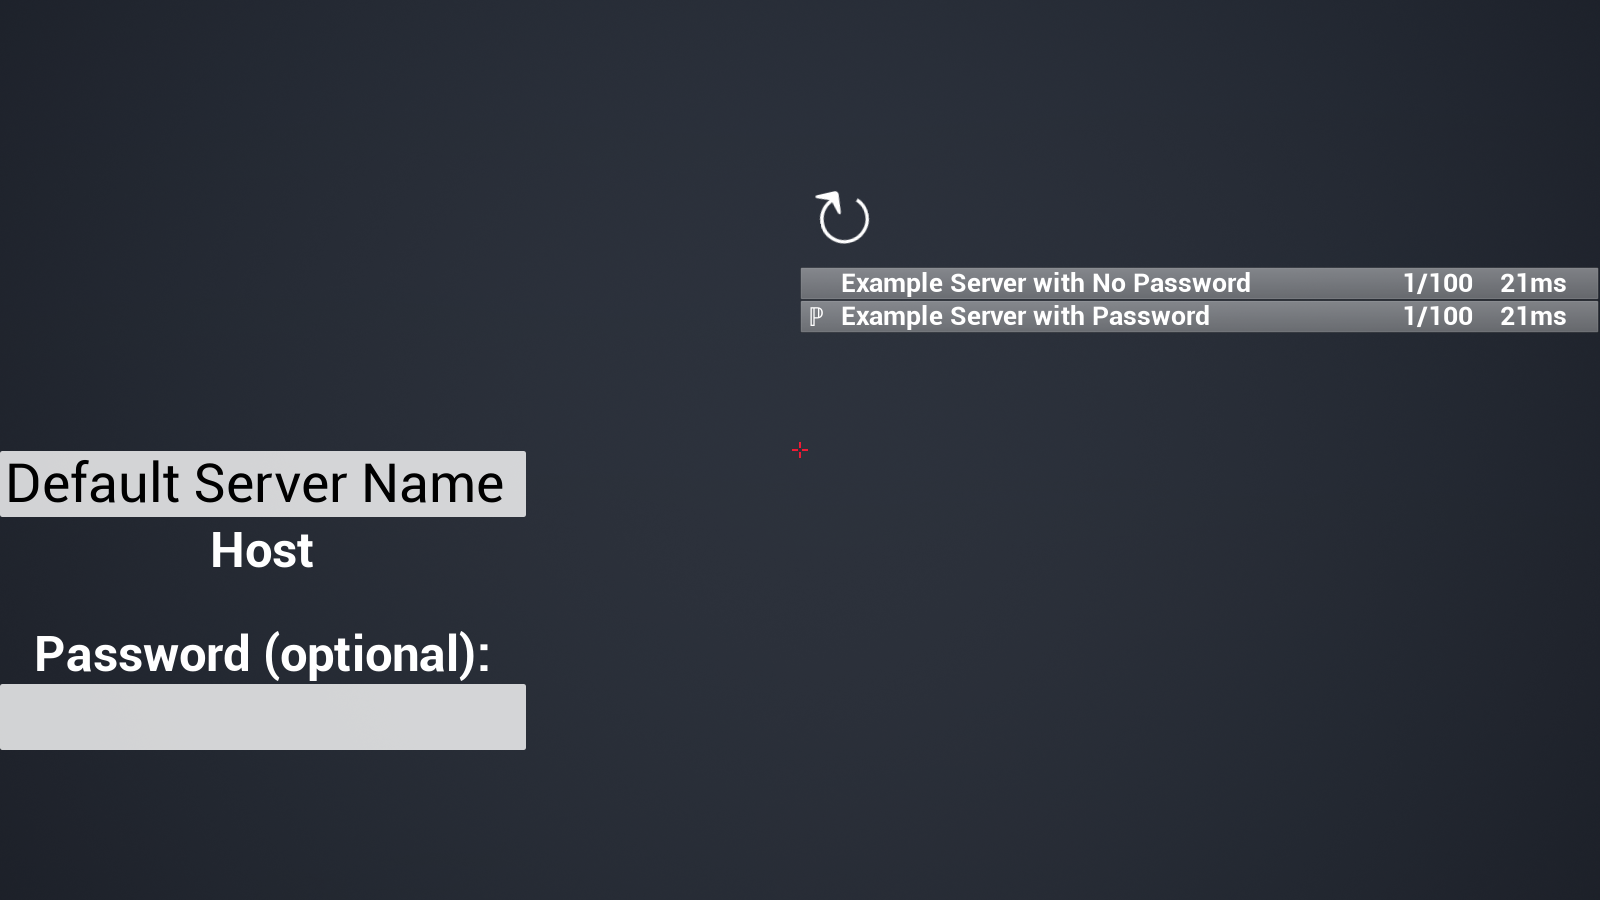 Example Server with No Password 1/100 21ms
ℙ Example Server with Password 1/100 21ms
Default Server Name
Host
Password (optional):